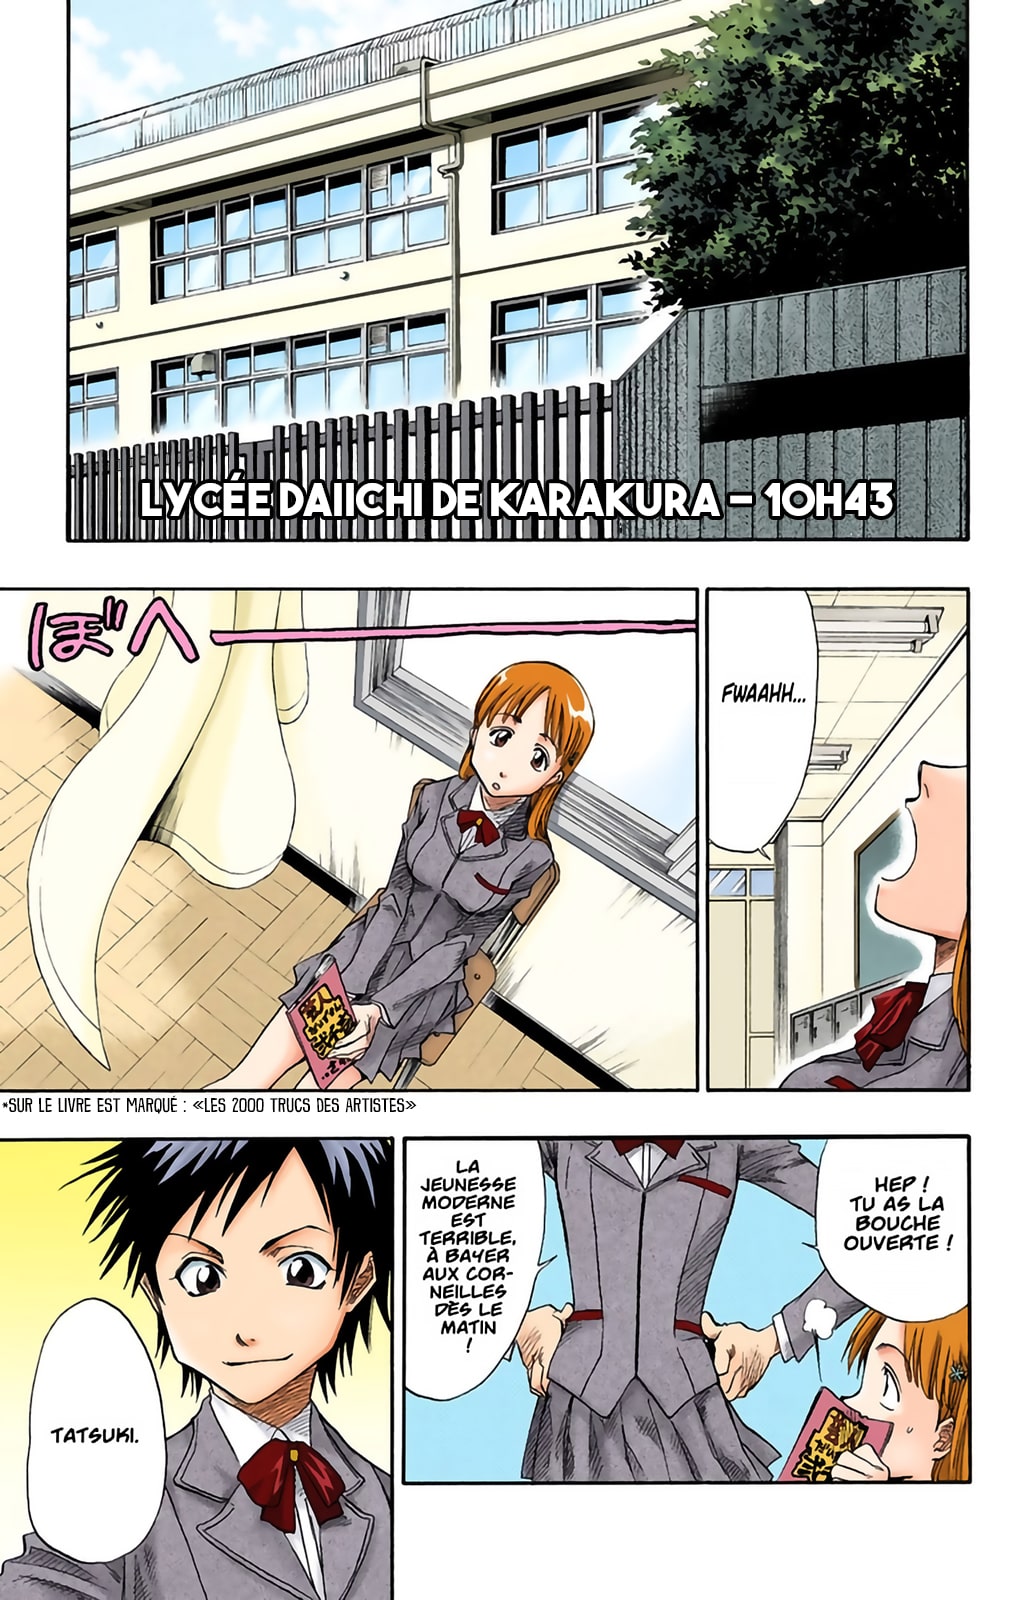 LYCÉE DAIICHI DE KARAKURA - 10H43
FWAAHH...
ぼへー
*SUR LE LIVRE EST MARQUÉ : «LES 2000 TRUCS DES ARTISTES»
HEP !
TU AS LA
BOUCHE
OUVERTE !
LA
JEUNESSE
MODERNE
EST
TERRIBLE,
À BAYER
AUX COR-
NEILLES
DÈS LE
MATIN
!
TATSUKI.